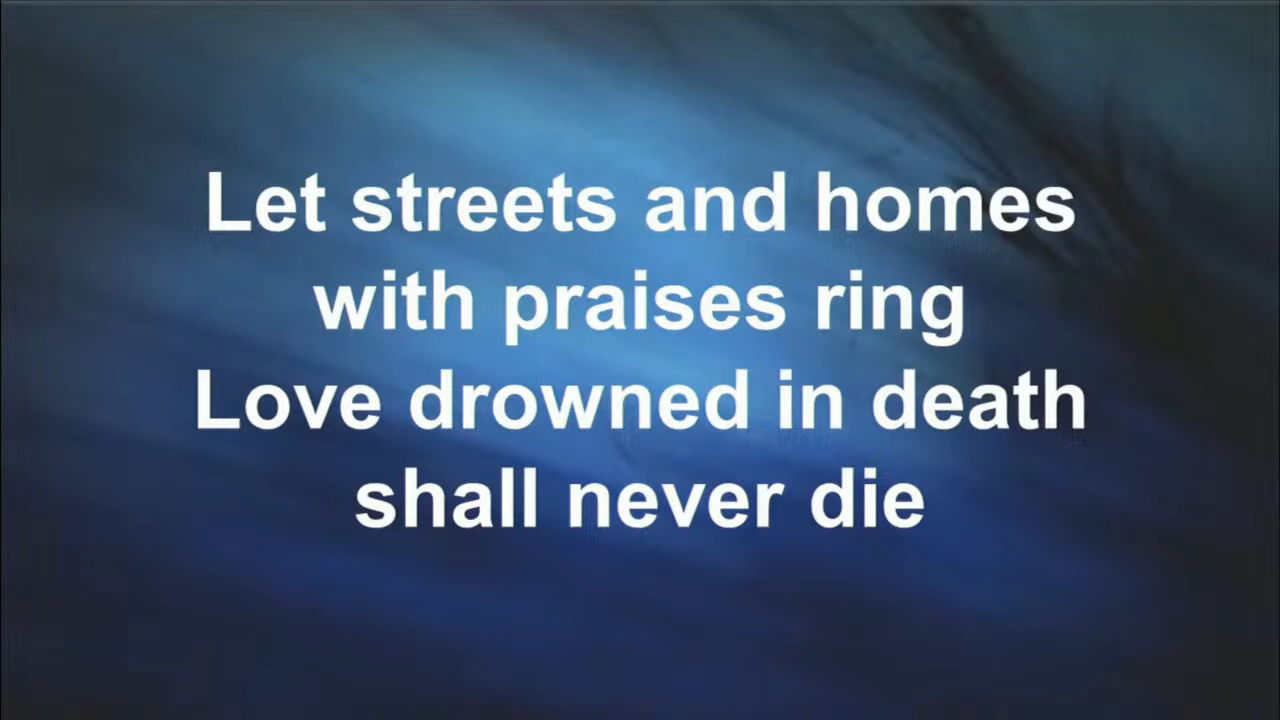 Let streets and homes
with praises ring
Love drowned in death
shall never die